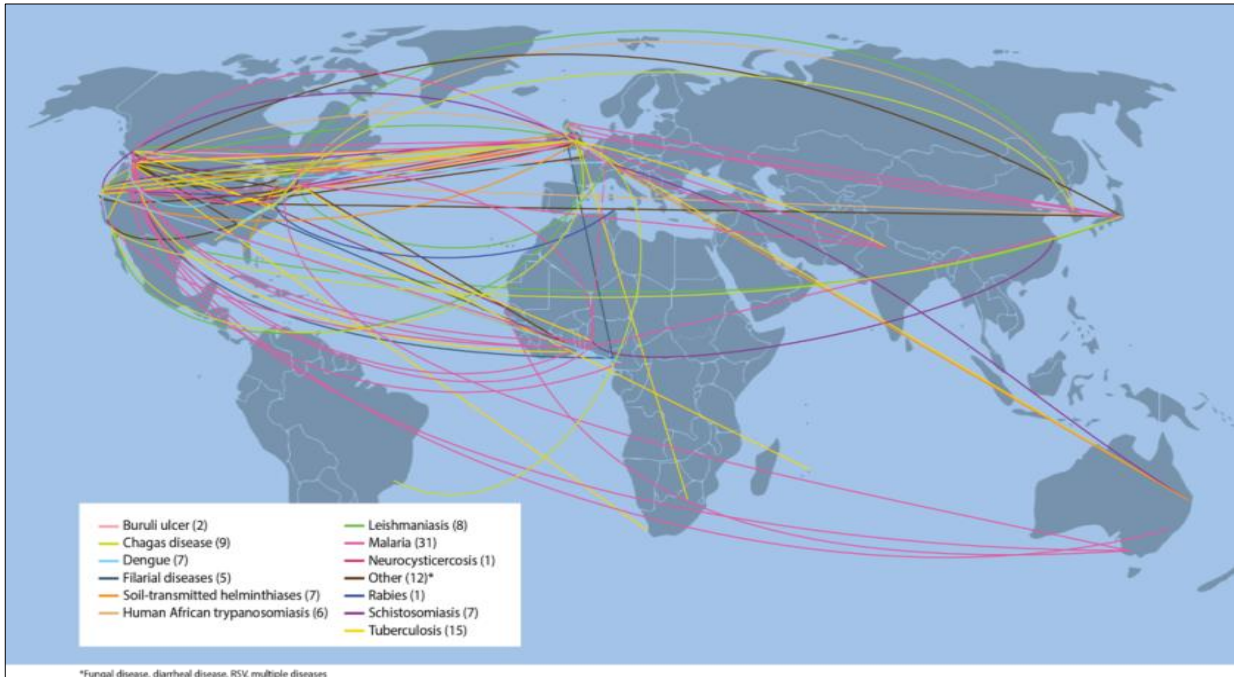 Buruli ulcer (2)
Chagas disease (9)
Dengue (7)
Filarial diseases (5)
Soil-transmitted helminthiases (7)
Human African trypanosomiasis (6)
Leishmaniasis (8)
Malaria (31)
Neurocysticercosis (1)
Other (12)*
Rabies (1)
Schistosomiasis (7)
Tuberculosis (15)
*Fungal disease, diarrheal disease, RSV, multiple diseases